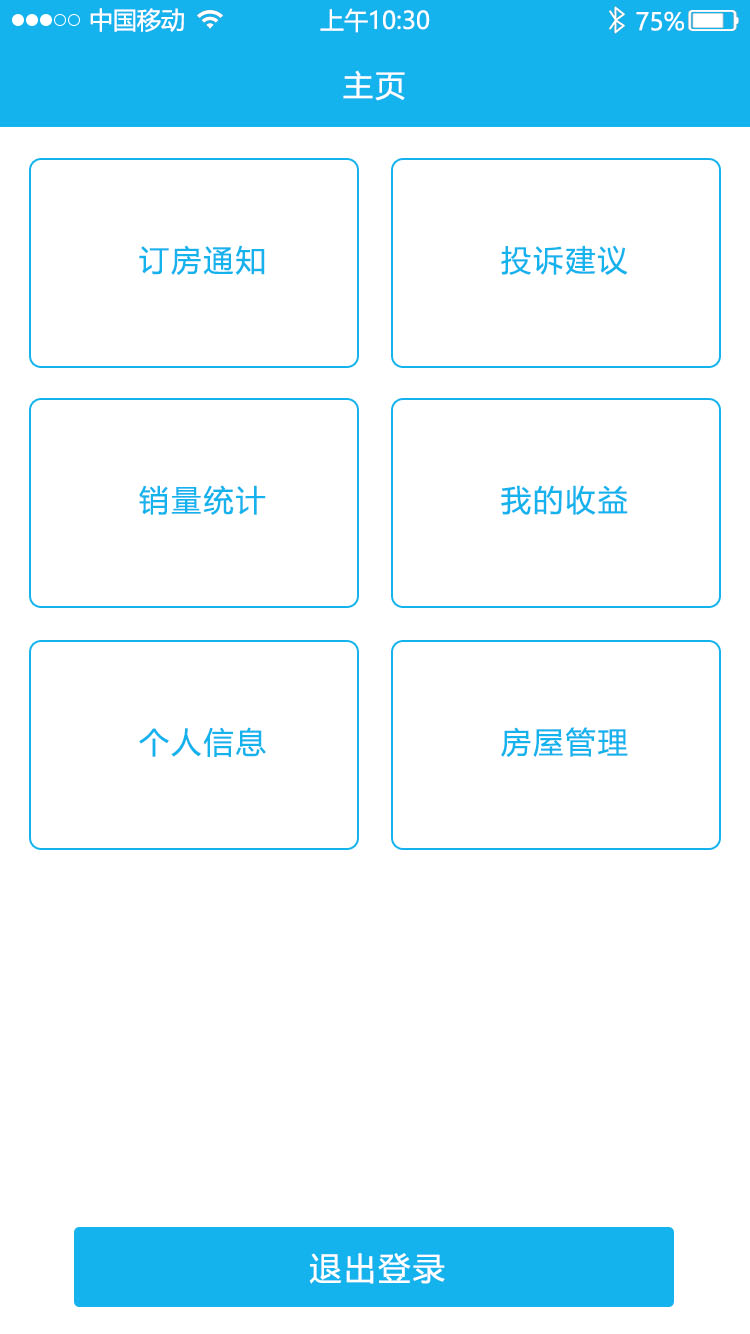 中国移动 上午10:30 75%
主页
订房通知 投诉建议
销量统计 我的收益
个人信息 房屋管理
退出登录